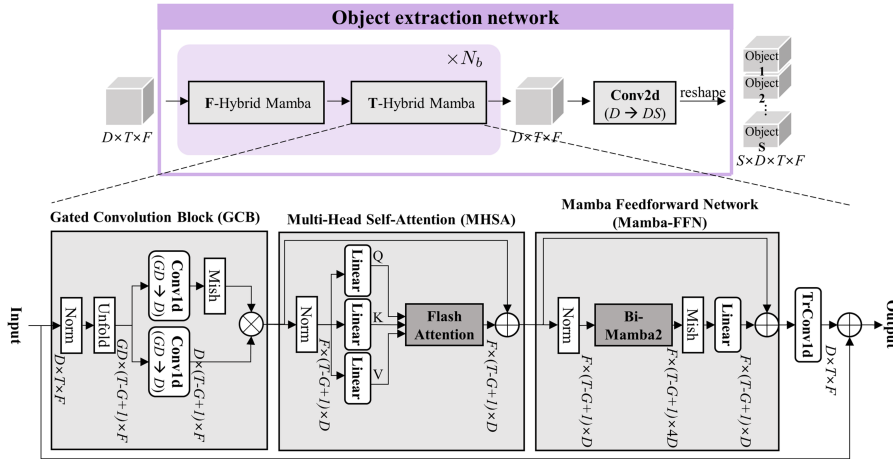 Object extraction network
×N_b
D×T×F
F-Hybrid Mamba
T-Hybrid Mamba
D×T×F
Conv2d
(D → DS)
reshape
Object
1
Object
2
⋮
Object
S
S×D×T×F
Gated Convolution Block (GCB)
Multi-Head Self-Attention (MHSA)
Mamba Feedforward Network
(Mamba-FFN)
Input
Norm
D×T×F
Unfold
GD×(T-G+1)×F
Conv1d
(GD → D)
Mish
Conv1d
(GD → D)
D×(T-G+1)×F
Norm
F×(T-G+1)×D
Linear
Q
Linear
K
Linear
V
Flash
Attention
F×(T-G+1)×D
Norm
F×(T-G+1)×D
Bi-
Mamba2
Mish
F×(T-G+1)×4D
Linear
F×(T-G+1)×D
TrConv1d
D×T×F
Output